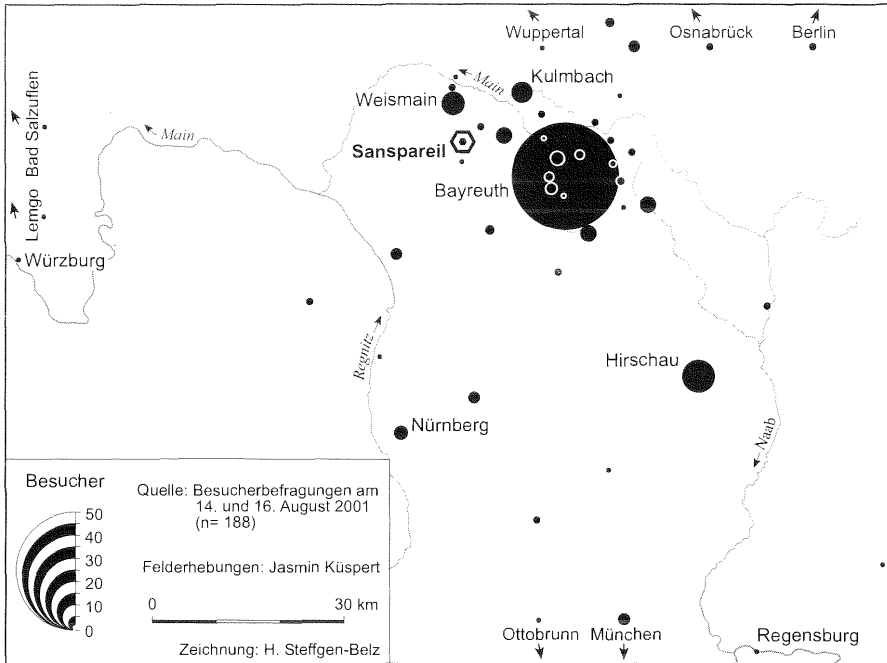 Wuppertal
Osnabrück
Berlin
Main
Kulmbach
Weismain
Bad Salzuflen
Main
Sanspareil
Bayreuth
Lemgo
Würzburg
Regnitz
Hirschau
Nürnberg
Naab
Besucher
50
40
30
20
10
0
Quelle: Besucherbefragungen am
14. und 16. August 2001
(n= 188)
Felderhebungen: Jasmin Küspert
0 30 km
Zeichnung: H. Steffgen-Belz
Ottobrunn
München
Regensburg